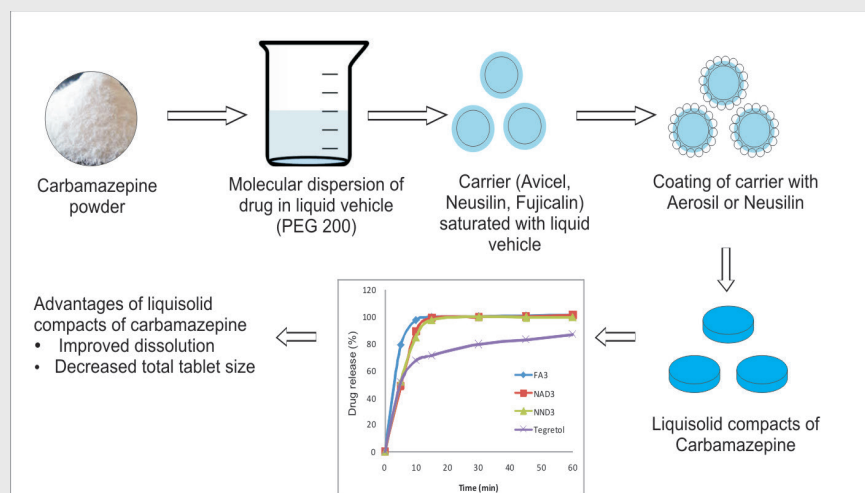 Carbamazepine
powder
Molecular dispersion of
drug in liquid vehicle
(PEG 200)
Carrier (Avicel,
Neusilin, Fujicalin)
saturated with liquid
vehicle
Coating of carrier with
Aerosil or Neusilin
Liquisolid compacts of
Carbamazepine
Drug release (%)
120
100
80
60
40
20
0
0 10 20 30 40 50 60
Time (min)
FA3
NAD3
NND3
Tegretol
Advantages of liquisolid
compacts of carbamazepine
• Improved dissolution
• Decreased total tablet size